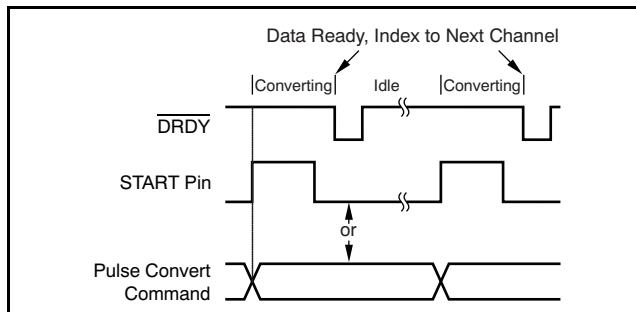 Data Ready, Index to Next Channel
Converting Idle Converting
DRDY
START Pin
or
Pulse Convert
Command